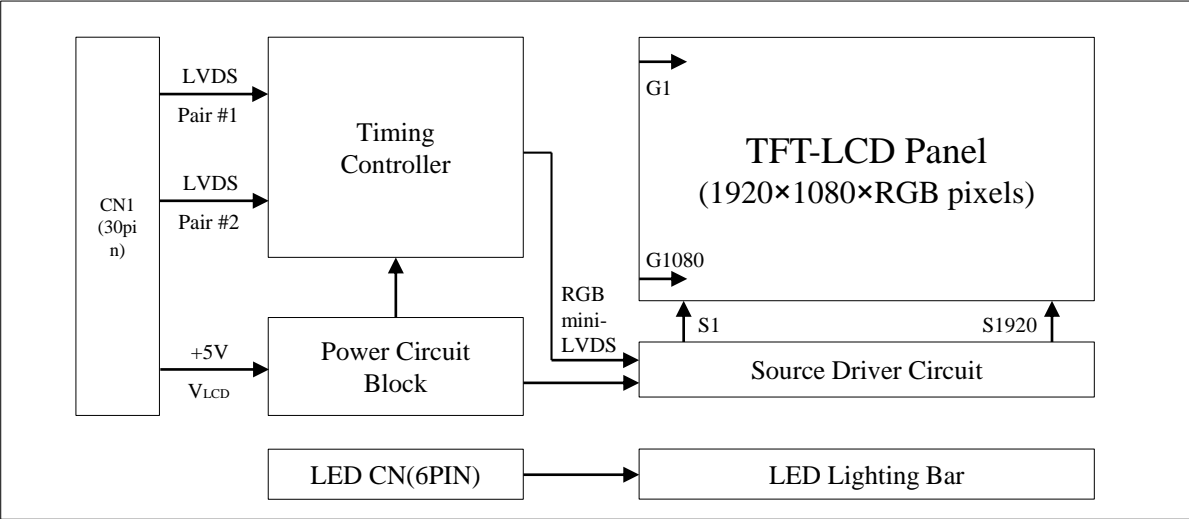 CN1
(30pi
n)
LVDS
Pair #1
LVDS
Pair #2
+5V
VLCD
Timing
Controller
Power Circuit
Block
RGB
mini-
LVDS
G1
TFT-LCD Panel
(1920×1080×RGB pixels)
G1080
S1
S1920
Source Driver Circuit
LED CN(6PIN)
LED Lighting Bar